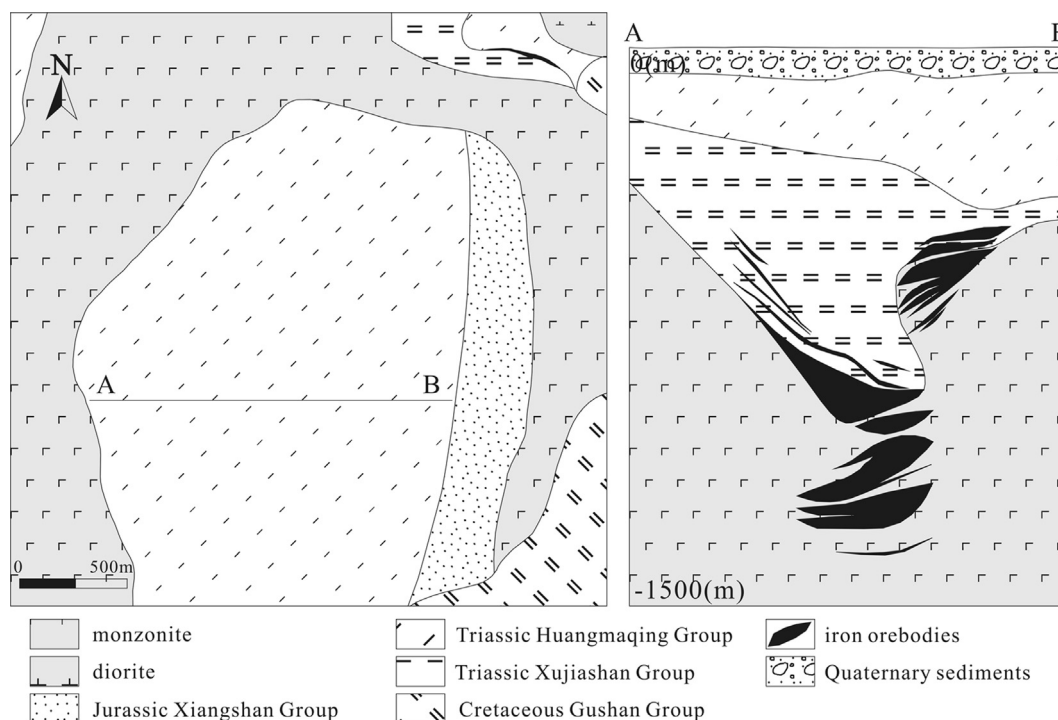 N
A B
0 500m
A
0(m)
-1500(m)
monzonite
diorite
Jurassic Xiangshan Group
Triassic Huangmaqing Group
Triassic Xujiashan Group
Cretaceous Gushan Group
iron orebodies
Quaternary sediments